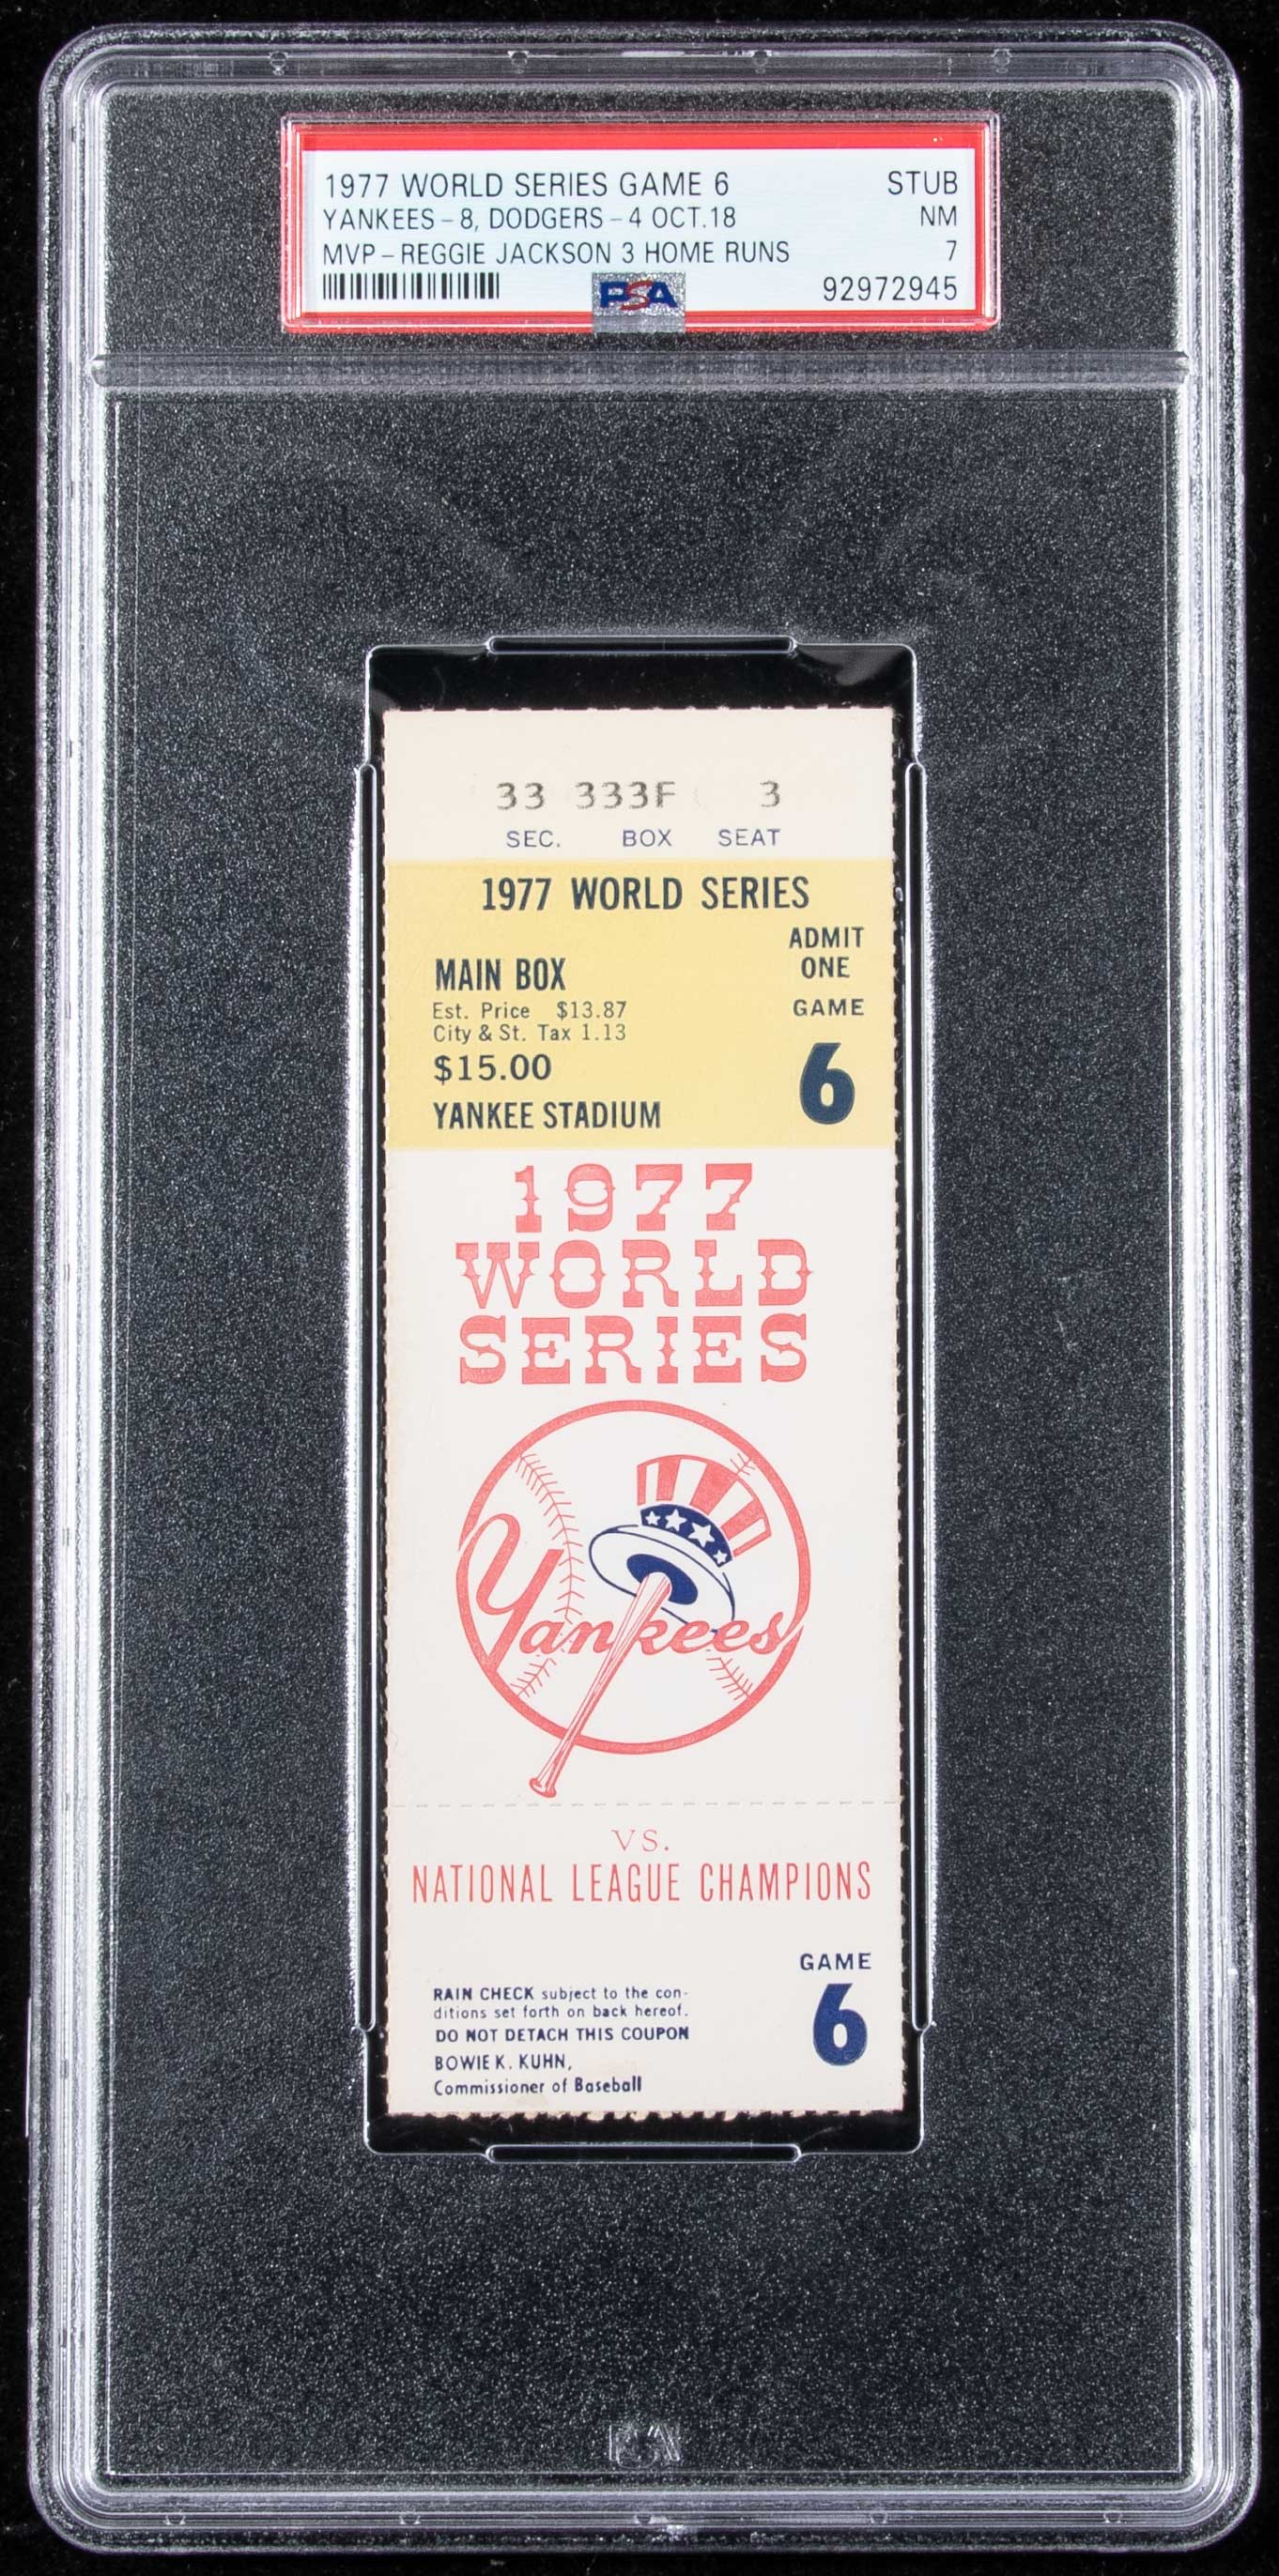 1977 WORLD SERIES GAME 6 STUB
YANKEES - 8, DODGERS - 4 OCT.18 NM
MVP - REGGIE JACKSON 3 HOME RUNS 7
PSA 92972945
33 333F 3
SEC. BOX SEAT
1977 WORLD SERIES
ADMIT
ONE
MAIN BOX
Est. Price $13.87
GAME
City & St. Tax 1.13
$15.00
6
YANKEE STADIUM
1977
WORLD
SERIES
Yankees
VS.
NATIONAL LEAGUE CHAMPIONS
GAME
6
RAIN CHECK subject to the con-
ditions set forth on back hereof.
DO NOT DETACH THIS COUPON
BOWIE K. KUHN,
Commissioner of Baseball
PSA